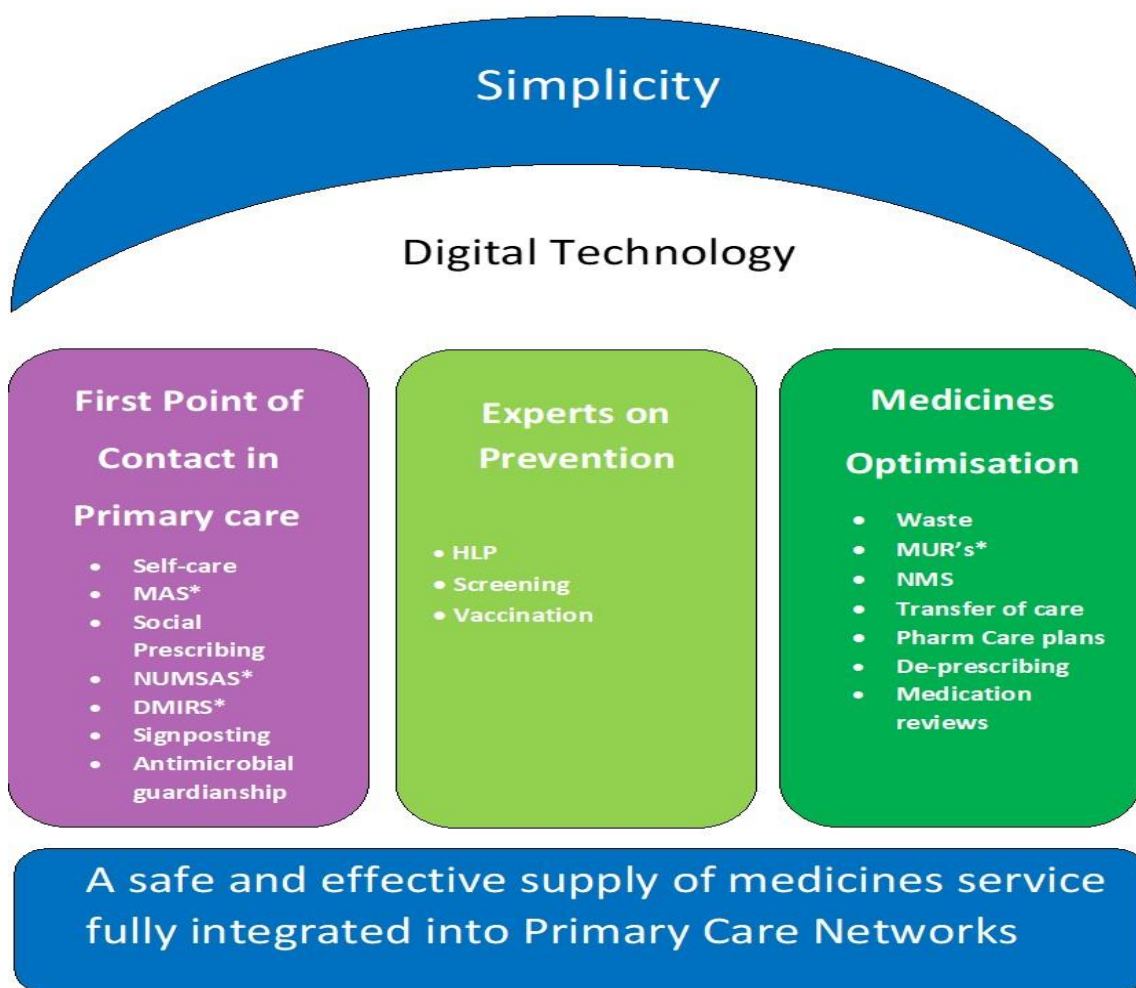 Simplicity
Digital Technology
First Point of
Contact in
Primary care
• Self-care
• MAS*
• Social
Prescribing
• NUMSAS*
• DMIRS*
• Signposting
• Antimicrobial
guardianship
Experts on
Prevention
• HLP
• Screening
• Vaccination
Medicines
Optimisation
• Waste
• MUR’s*
• NMS
• Transfer of care
• Pharm Care plans
• De-prescribing
• Medication
reviews
A safe and effective supply of medicines service
fully integrated into Primary Care Networks